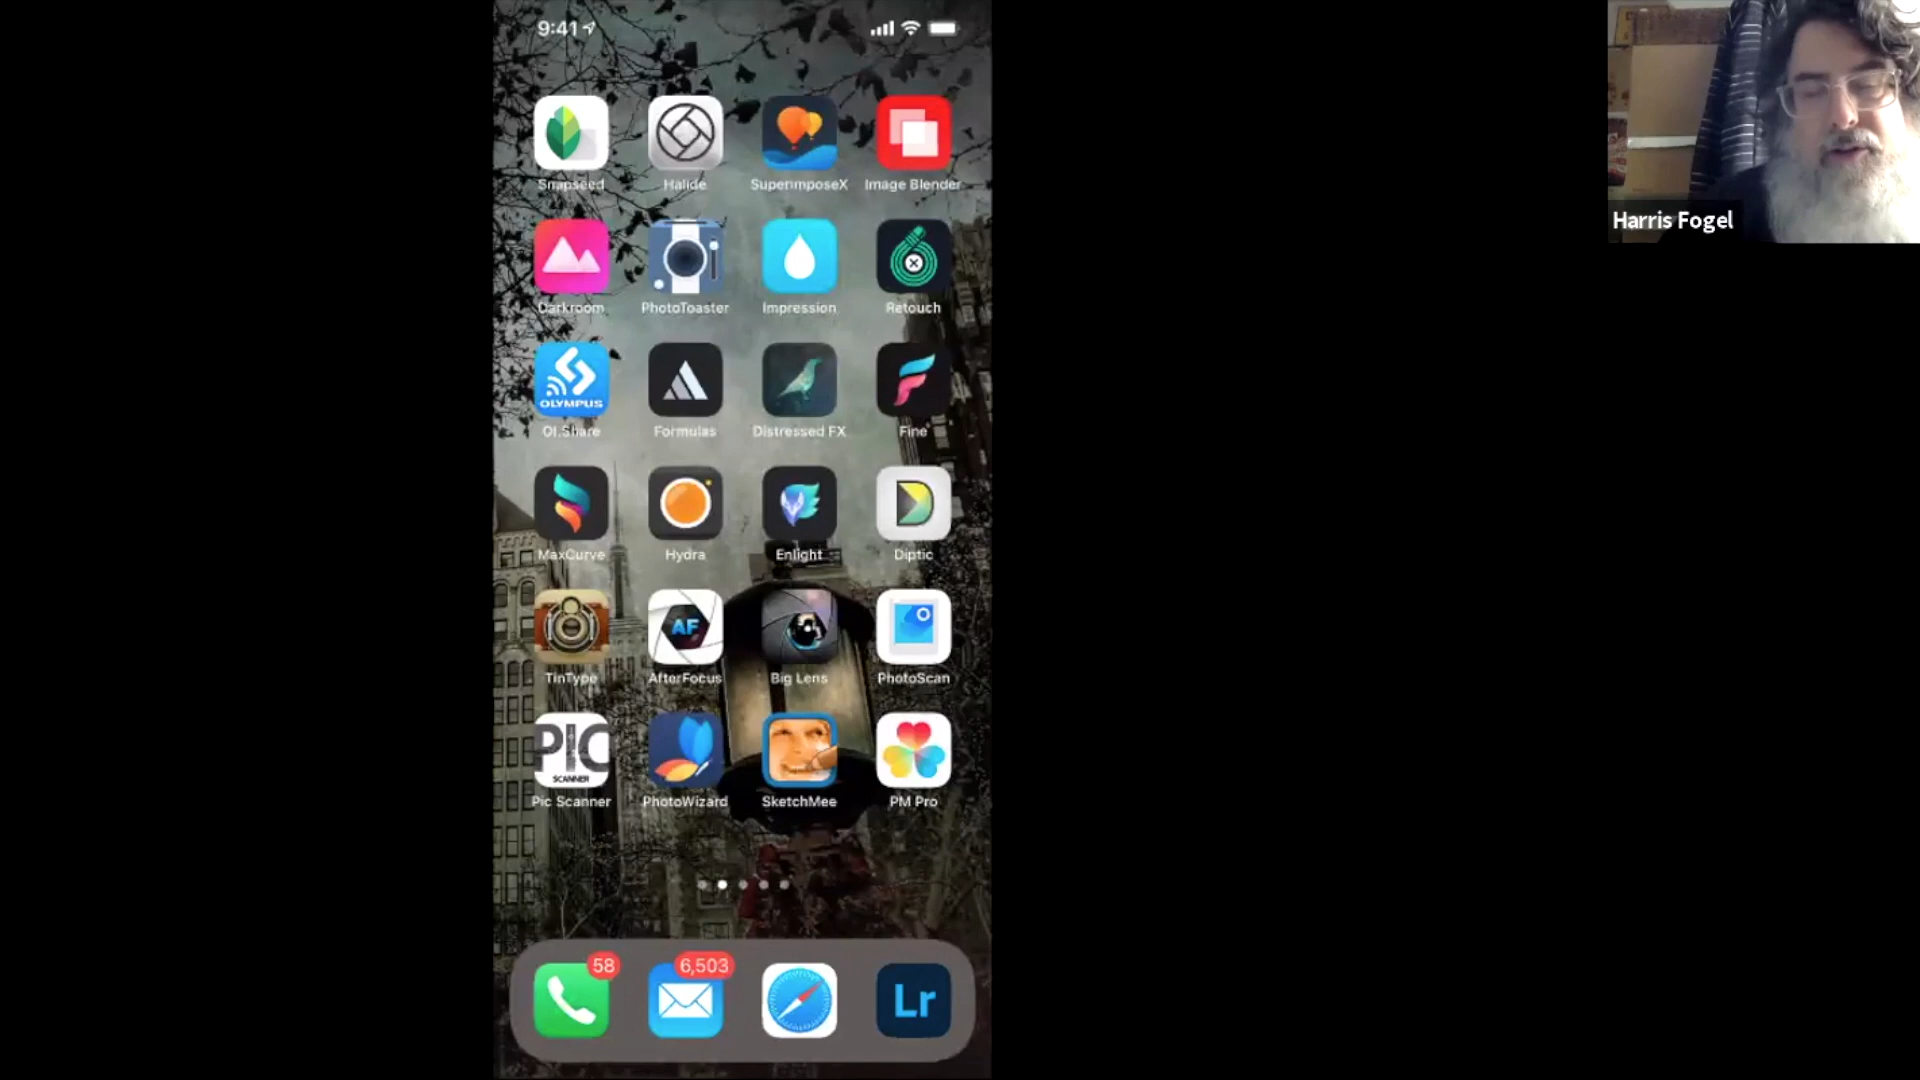 9:41
Harris Fogel
Snapseed Halide SuperimposeX Image Blender
Darkroom PhotoToaster Impression Retouch
OLYMPUS
OI.Share Formulas Distressed FX Fine
MaxCurve Hydra Enlight Diptic
AF
TinType AfterFocus Big Lens PhotoScan
PIC
SCANNER
Pic Scanner PhotoWizard SketchMee PM Pro
58 6,503
Lr